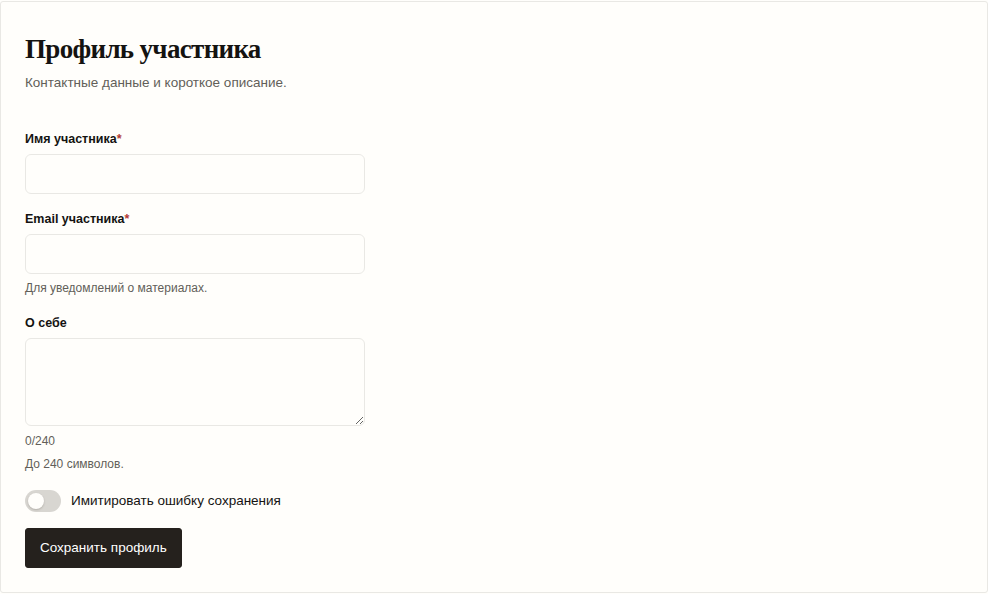 Профиль участника
Контактные данные и короткое описание.
Имя участника*
Email участника*
Для уведомлений о материалах.
О себе
0/240
До 240 символов.
Имитировать ошибку сохранения
Сохранить профиль